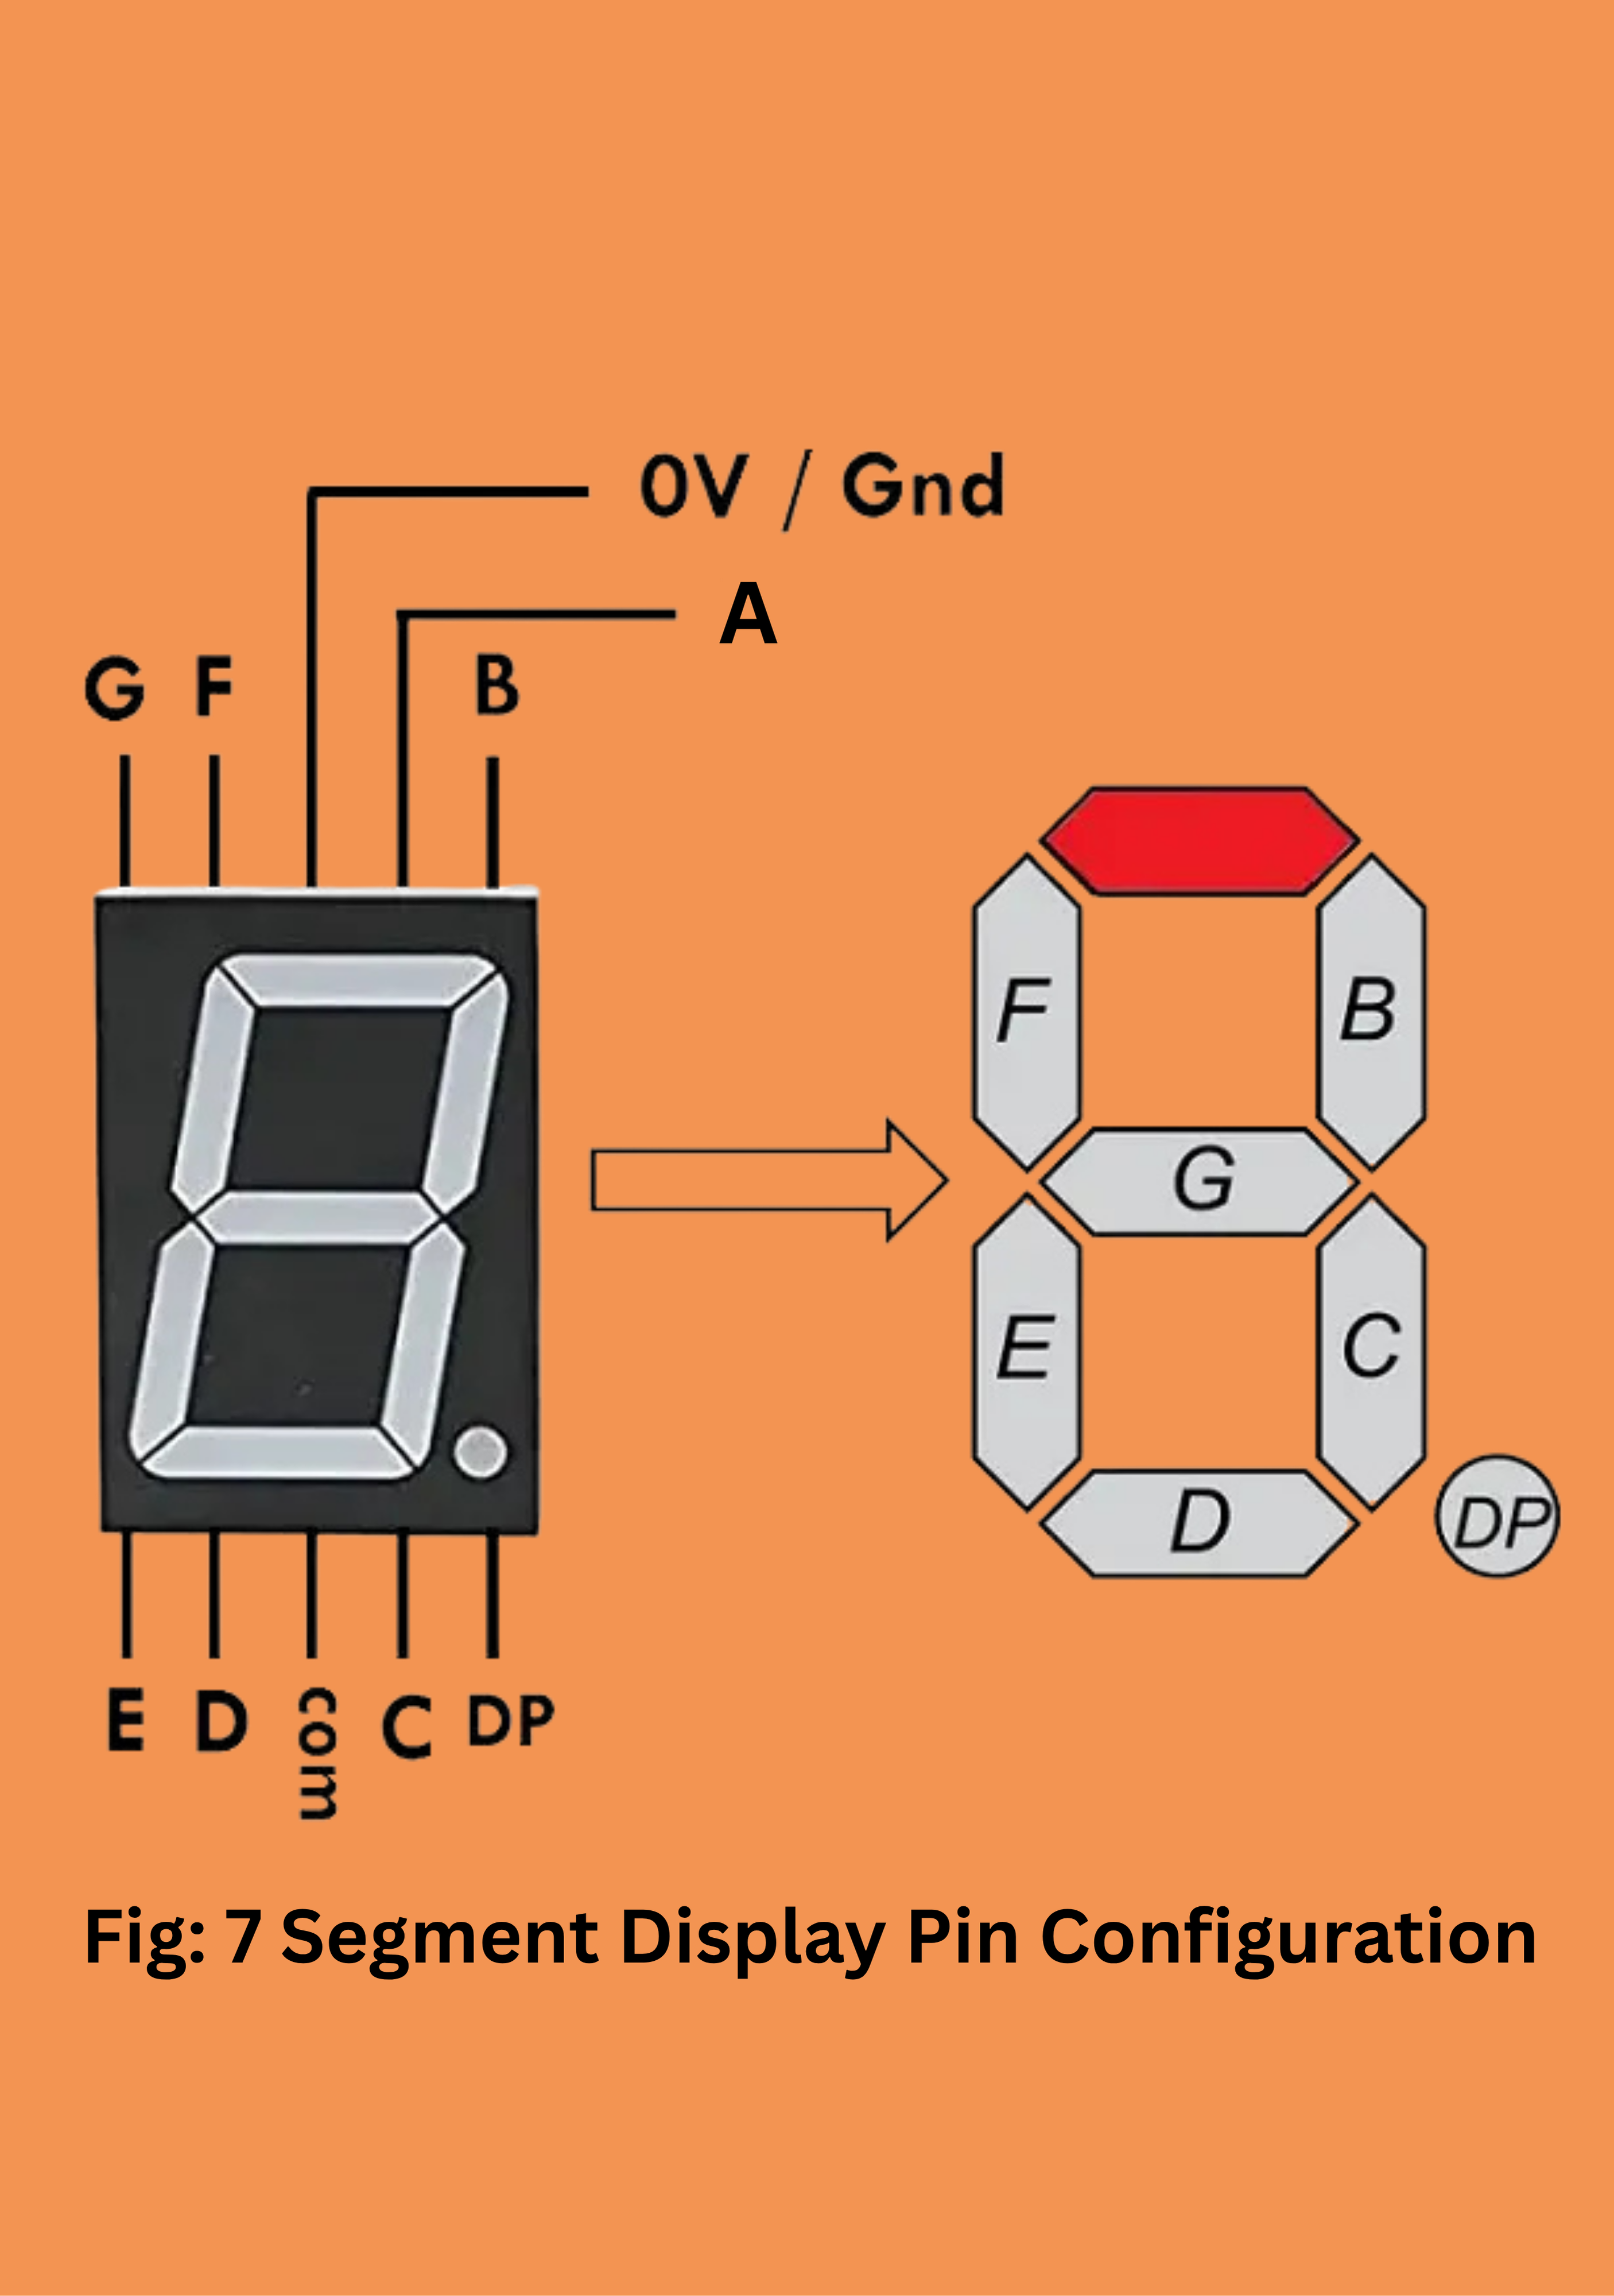 0V / Gnd
A
G F B
F B
G
E C
D DP
E D com C DP
Fig: 7 Segment Display Pin Configuration